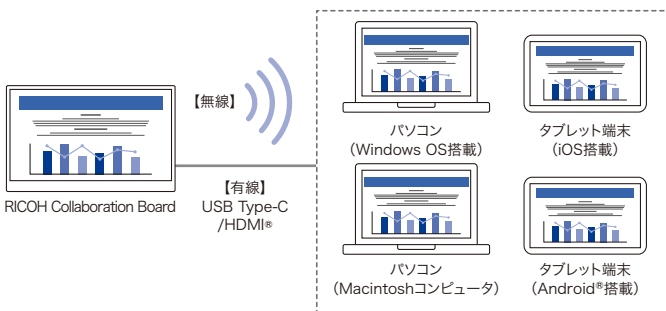 【無線】
RICOH Collaboration Board
【有線】
USB Type-C
/HDMI®
パソコン
（Windows OS搭載）
タブレット端末
（iOS搭載）
パソコン
（Macintoshコンピュータ）
タブレット端末
（Android®搭載）